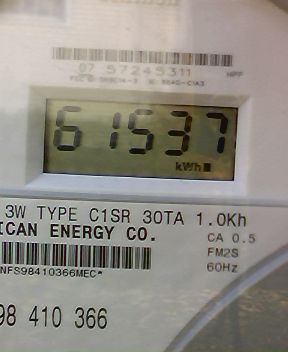 07 57245311
61537
kWh
3W TYPE C1SR 30TA 1.0Kh
ICAN ENERGY CO.
CA 0.5
FM2S
60Hz
NFS98410366MEC*
98 410 366